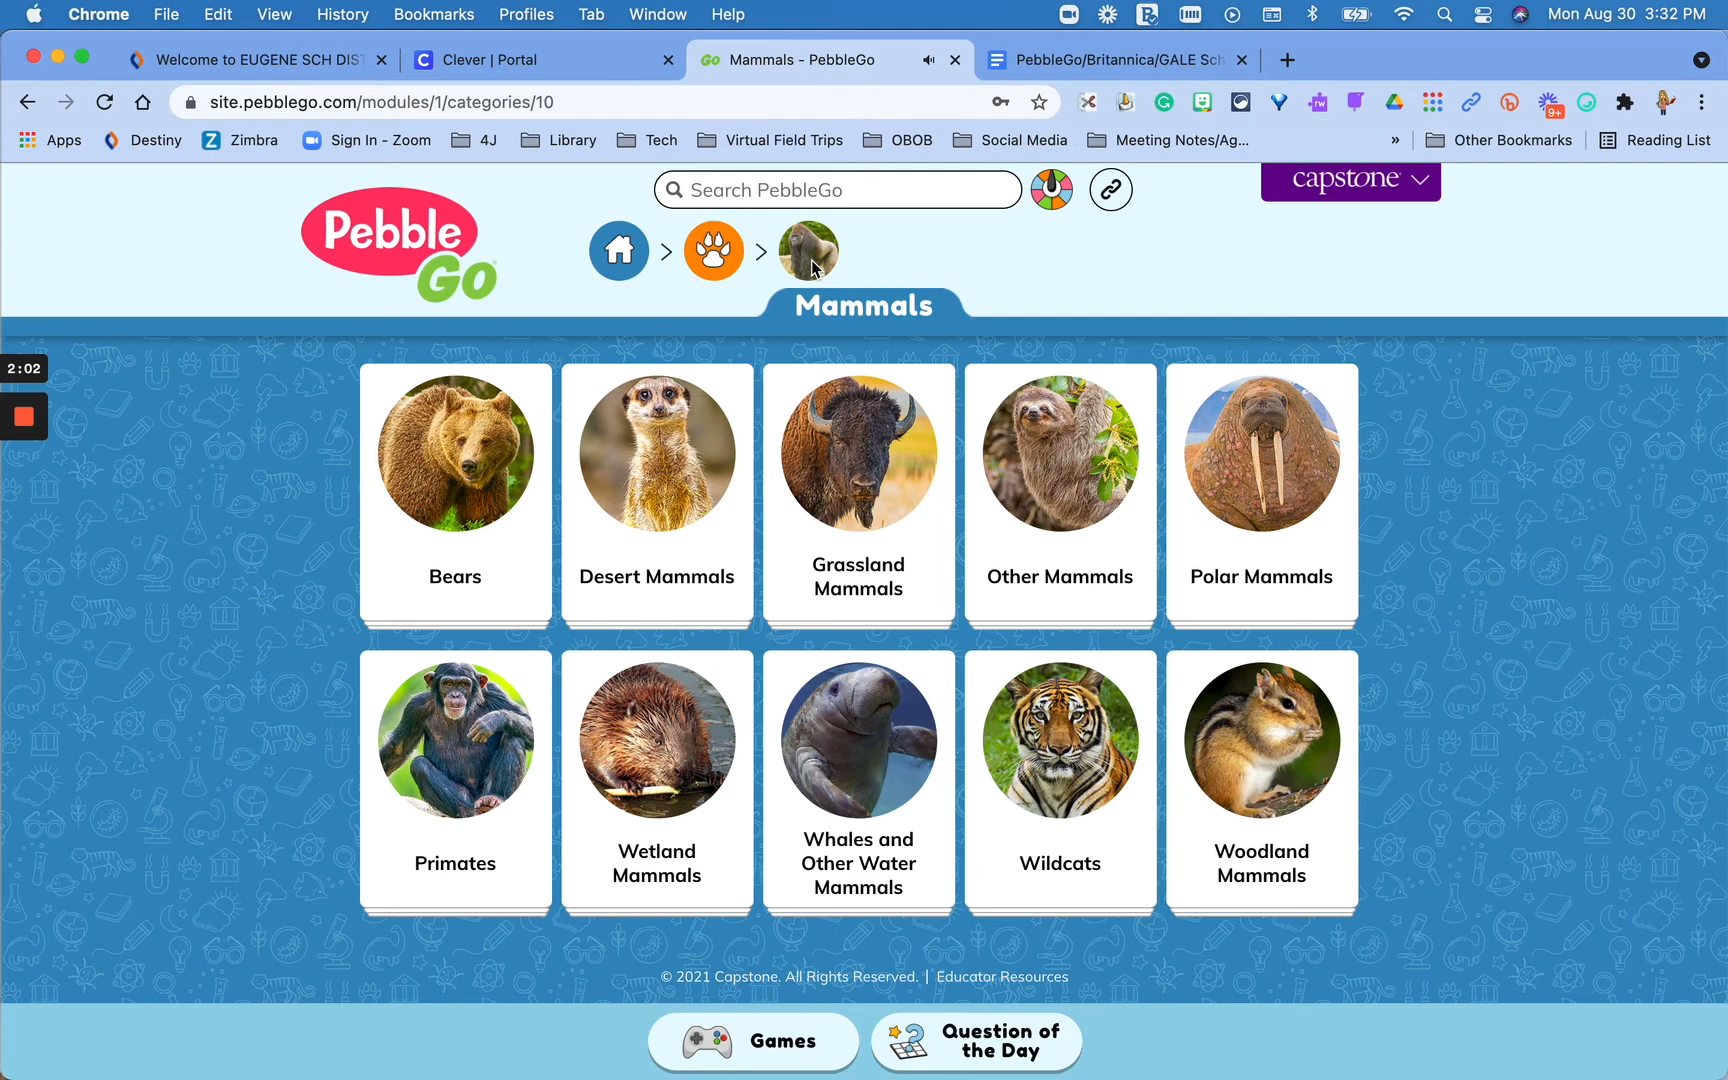 Chrome File Edit View History Bookmarks Profiles Tab Window Help Mon Aug 30 3:32 PM
Welcome to EUGENE SCH DIST Clever | Portal Mammals - PebbleGo PebbleGo/Britannica/GALE Sch
site.pebblego.com/modules/1/categories/10 9+
Apps Destiny Zimbra Sign In - Zoom 4J Library Tech Virtual Field Trips OBOB Social Media Meeting Notes/Ag... » Other Bookmarks Reading List
Pebble
Go
Search PebbleGo
capstone
Mammals
2:02
Bears
Desert Mammals
Grassland
Mammals
Other Mammals
Polar Mammals
Primates
Wetland
Mammals
Whales and
Other Water
Mammals
Wildcats
Woodland
Mammals
© 2021 Capstone. All Rights Reserved. | Educator Resources
Games
Question of
the Day